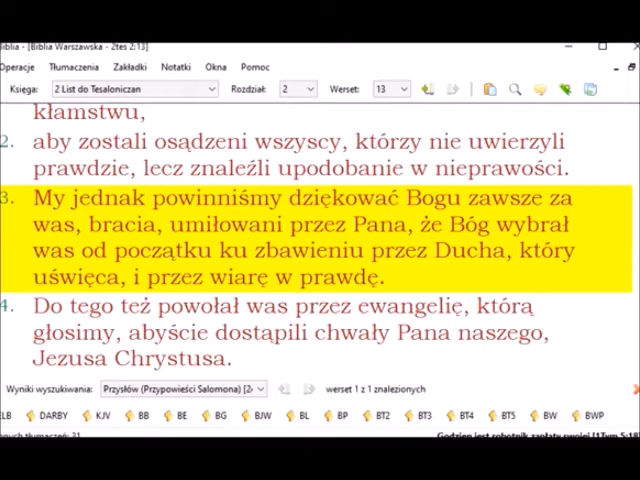 Biblia - [Biblia Warszawska - 2tes 2:13]
Operacje Tłumaczenia Zakładki Notatki Okna Pomoc
Księga: 2 List do Tesaloniczan Rozdział: 2 Werset: 13
kłamstwu,
2. aby zostali osądzeni wszyscy, którzy nie uwierzyli
prawdzie, lecz znaleźli upodobanie w nieprawości.
3. My jednak powinniśmy dziękować Bogu zawsze za
was, bracia, umiłowani przez Pana, że Bóg wybrał
was od początku ku zbawieniu przez Ducha, który
uświęca, i przez wiarę w prawdę.
4. Do tego też powołał was przez ewangelię, którą
głosimy, abyście dostąpili chwały Pana naszego,
Jezusa Chrystusa.
Wyniki wyszukiwania: Przysłów (Przypowieści Salomona) [2 werset 1 z 1 znalezionych
ELB DARBY KJV BB BE BG BJW BL BP BT2 BT3 BT4 BT5 BW BWP
tłumaczeń: 31 Godzien jest robotnik zapłaty swojej [1Tym 5:18]